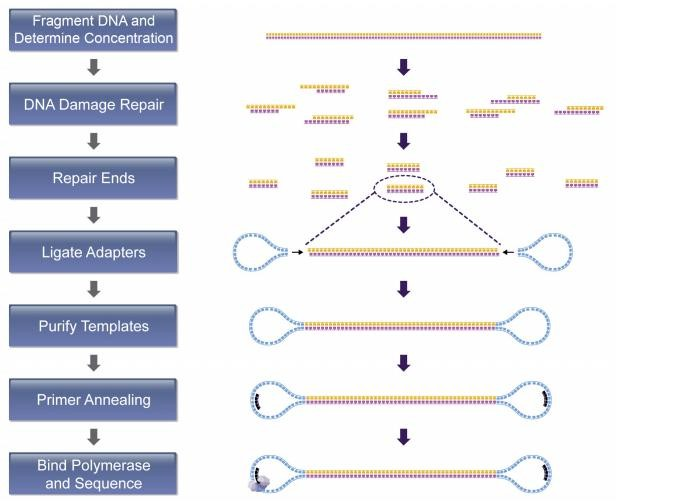 Fragment DNA and
Determine Concentration
DNA Damage Repair
Repair Ends
Ligate Adapters
Purify Templates
Primer Annealing
Bind Polymerase
and Sequence